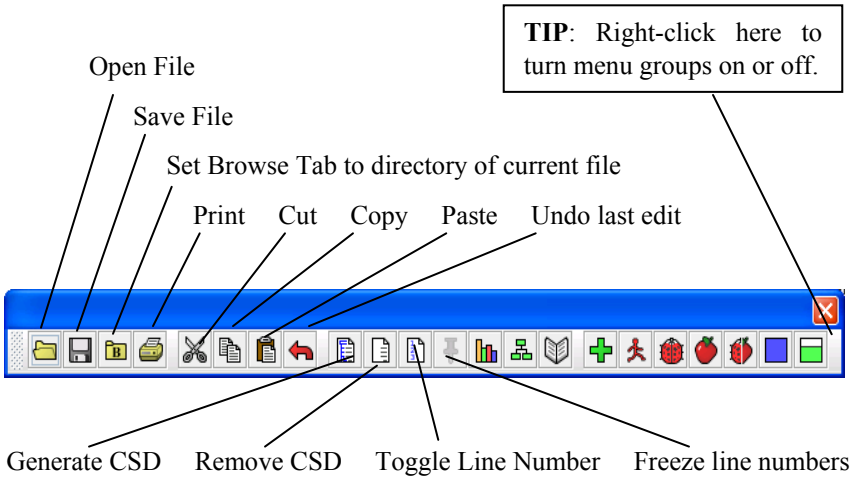 TIP: Right-click here to
turn menu groups on or off.
Open File
Save File
Set Browse Tab to directory of current file
Print Cut Copy Paste Undo last edit
B
Generate CSD Remove CSD Toggle Line Number Freeze line numbers